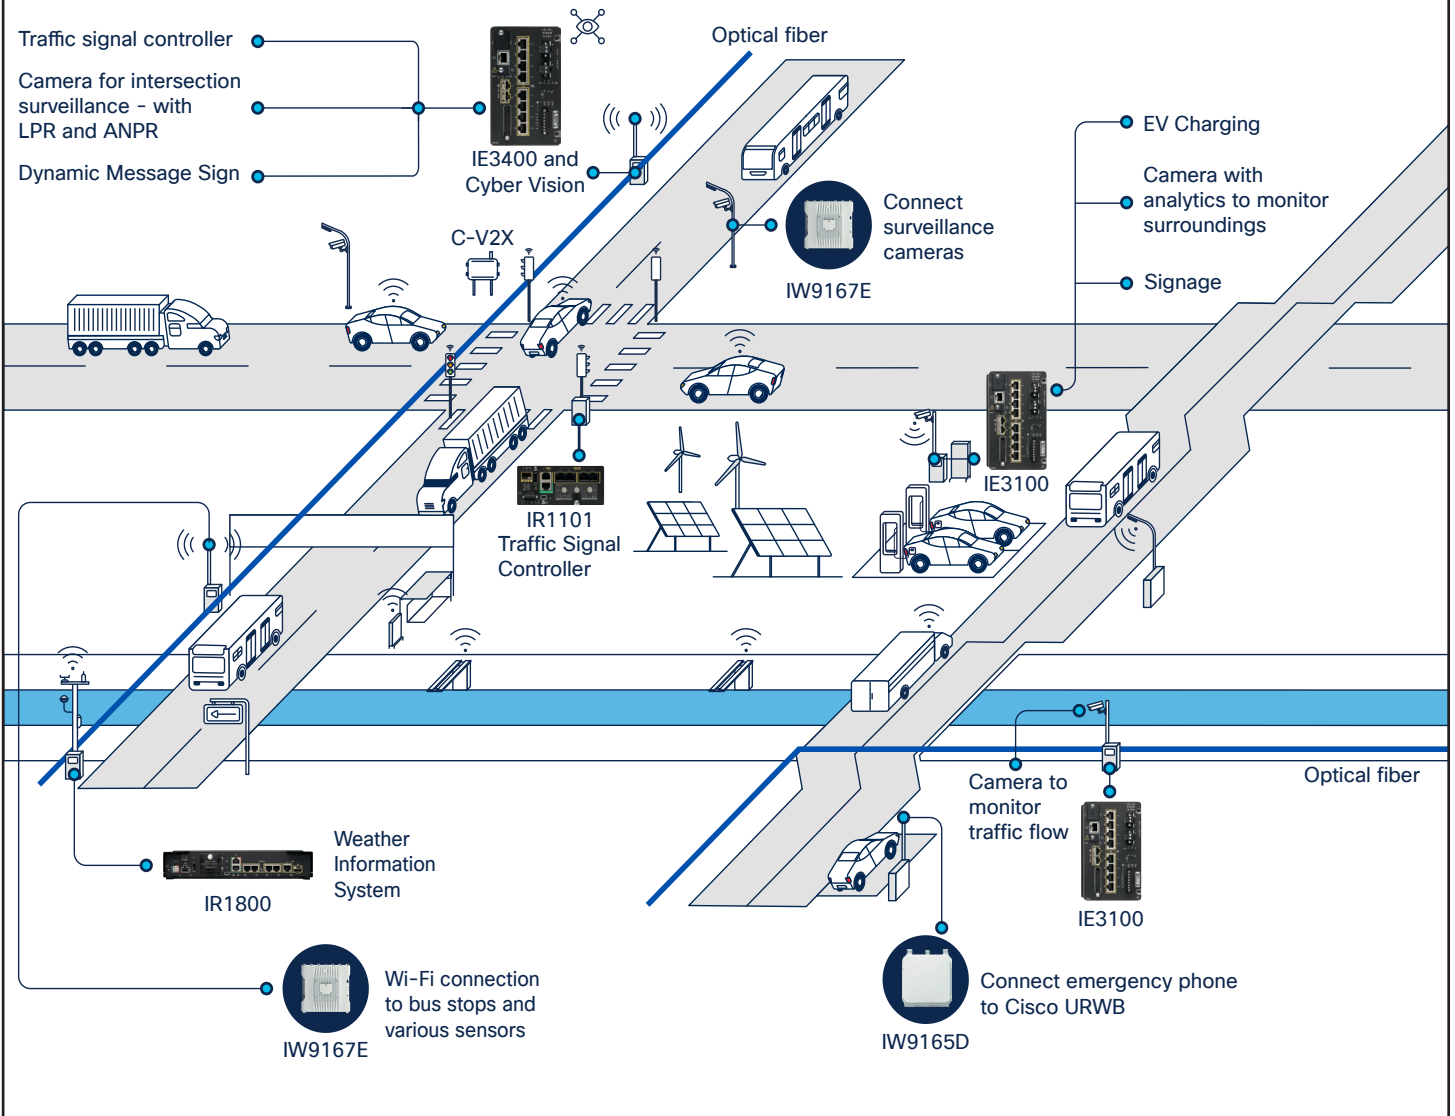 Traffic signal controller
Camera for intersection
surveillance - with
LPR and ANPR
Dynamic Message Sign
IE3400 and
Cyber Vision
Optical fiber
Connect
surveillance
cameras
IW9167E
C-V2X
EV Charging
Camera with
analytics to monitor
surroundings
Signage
IE3100
IR1101
Traffic Signal
Controller
Camera to
monitor
traffic flow
Optical fiber
IE3100
Weather
Information
System
IR1800
Wi-Fi connection
to bus stops and
various sensors
IW9167E
Connect emergency phone
to Cisco URWB
IW9165D